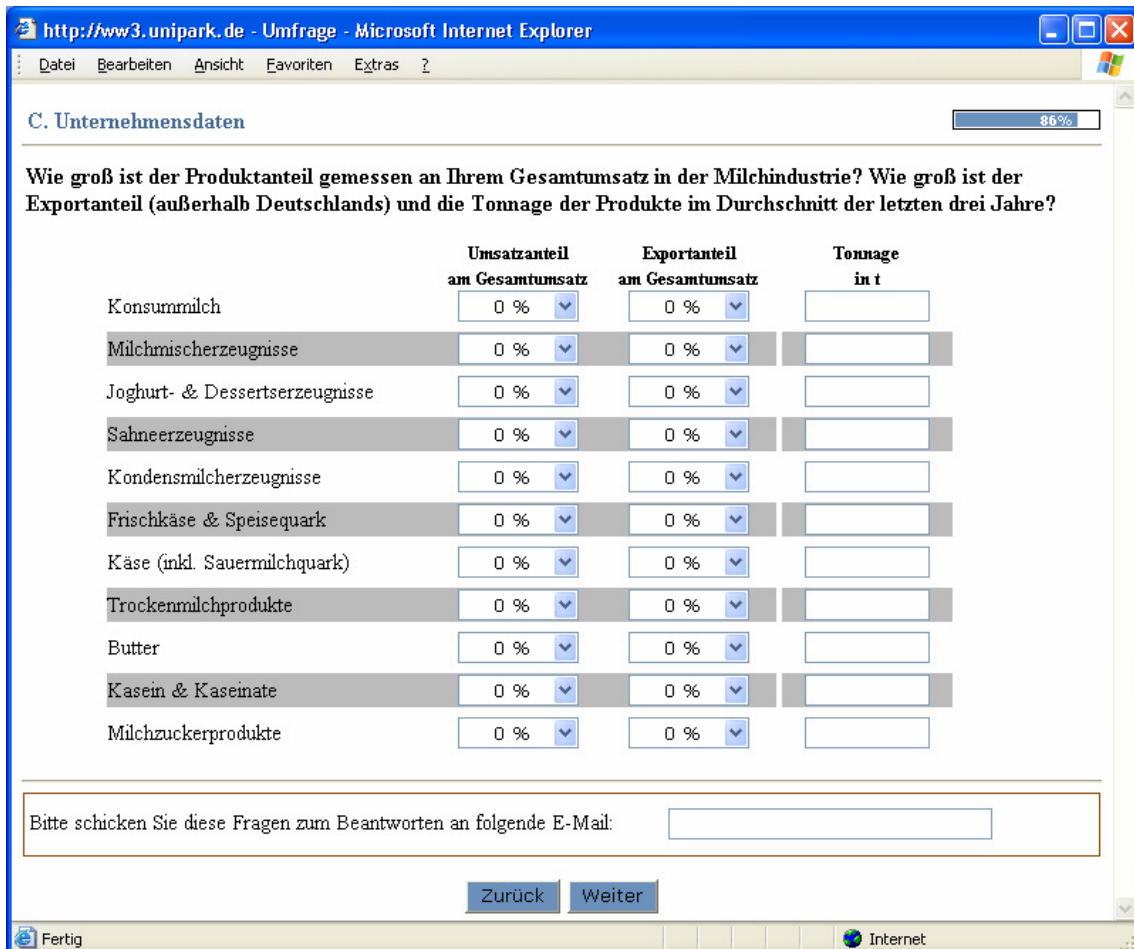 http://ww3.unipark.de - Umfrage - Microsoft Internet Explorer
Datei Bearbeiten Ansicht Favoriten Extras ?
C. Unternehmensdaten 86%
Wie groß ist der Produktanteil gemessen an Ihrem Gesamtumsatz in der Milchindustrie? Wie groß ist der
Exportanteil (außerhalb Deutschlands) und die Tonnage der Produkte im Durchschnitt der letzten drei Jahre?
Umsatzanteil Exportanteil Tonnage
am Gesamtumsatz am Gesamtumsatz in t
Konsummilch 0 % 0 %
Milchmischerzeugnisse 0 % 0 %
Joghurt- & Dessertserzeugnisse 0 % 0 %
Sahneerzeugnisse 0 % 0 %
Kondensmilcherzeugnisse 0 % 0 %
Frischkäse & Speisequark 0 % 0 %
Käse (inkl. Sauermilchquark) 0 % 0 %
Trockenmilchprodukte 0 % 0 %
Butter 0 % 0 %
Kasein & Kaseinate 0 % 0 %
Milchzuckerprodukte 0 % 0 %
Bitte schicken Sie diese Fragen zum Beantworten an folgende E-Mail:
Zurück Weiter
Fertig Internet